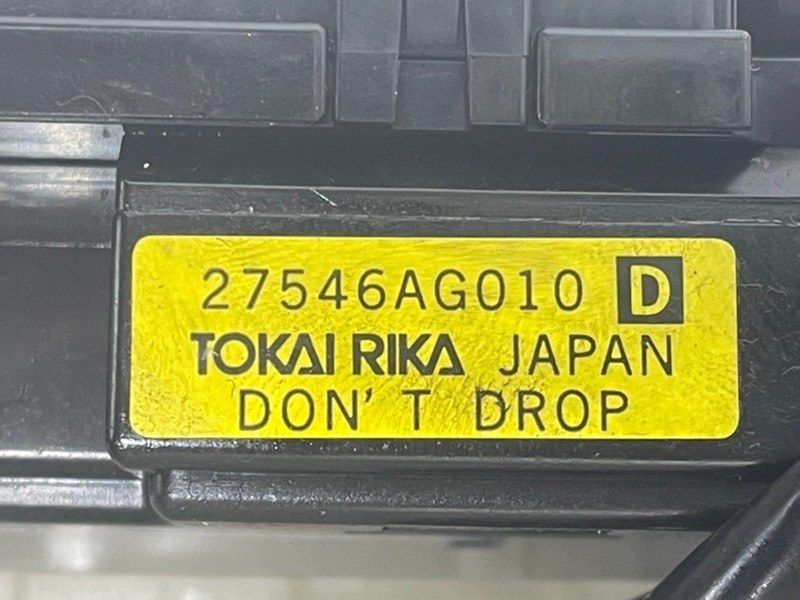 27546AG010 D
TOKAI RIKA JAPAN
DON'T DROP